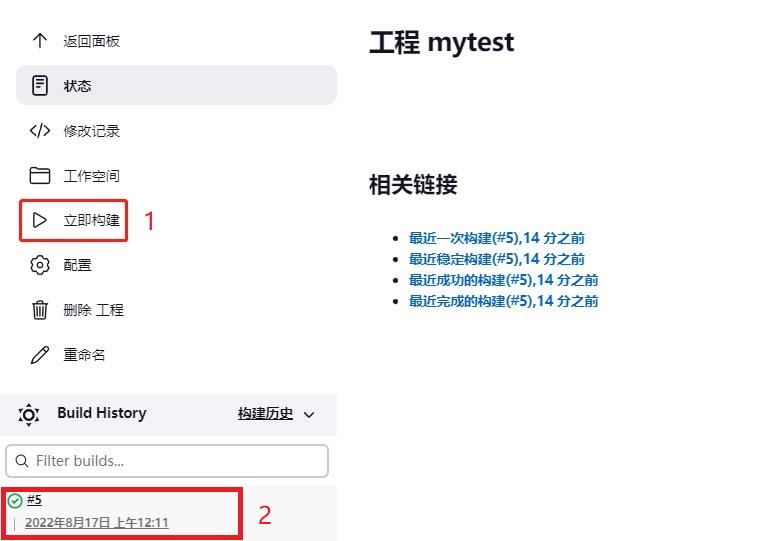 返回面板
状态
修改记录
工作空间
立即构建 1
配置
删除 工程
重命名
Build History 构建历史
Filter builds...
#5
2022年8月17日 上午12:11 2
工程 mytest
相关链接
最近一次构建(#5),14 分之前
最近稳定构建(#5),14 分之前
最近成功的构建(#5),14 分之前
最近完成的构建(#5),14 分之前